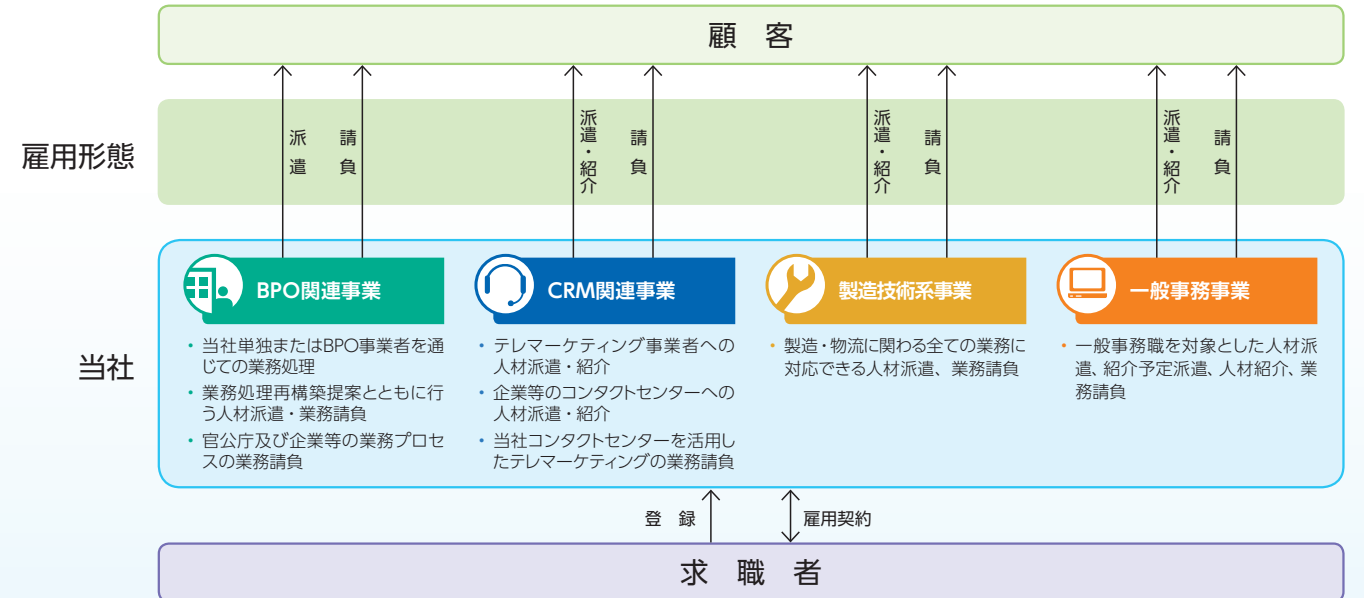 顧 客
雇用形態
派遣
請負
派遣・紹介
請負
派遣・紹介
請負
派遣・紹介
請負
当社
BPO関連事業
・当社単独またはBPO事業者を通
じての業務処理
・業務処理再構築提案とともに行
う人材派遣・業務請負
・官公庁及び企業等の業務プロセ
スの業務請負
CRM関連事業
・テレマーケティング事業者への
人材派遣・紹介
・企業等のコンタクトセンターへの
人材派遣・紹介
・当社コンタクトセンターを活用し
たテレマーケティングの業務請負
製造技術系事業
・製造・物流に関わる全ての業務に
対応できる人材派遣、業務請負
一般事務事業
・一般事務職を対象とした人材派
遣、紹介予定派遣、人材紹介、業
務請負
登 録
雇用契約
求 職 者